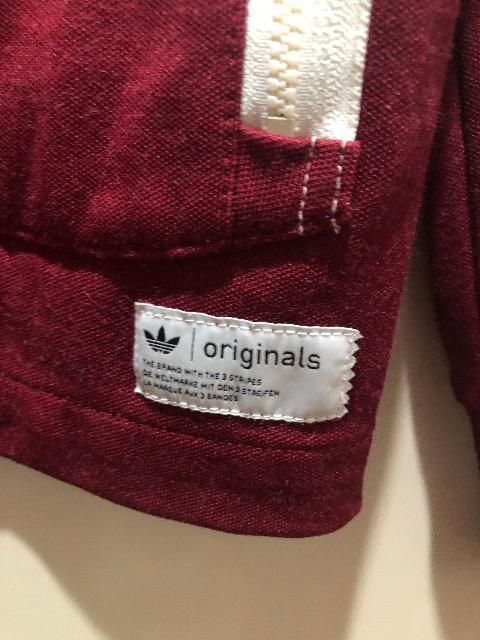 originals
THE BRAND WITH THE 3 STRIPES
DIE WELTMARKE MIT DEN 3 STREIFEN
LA MARQUE AUX 3 BANDES